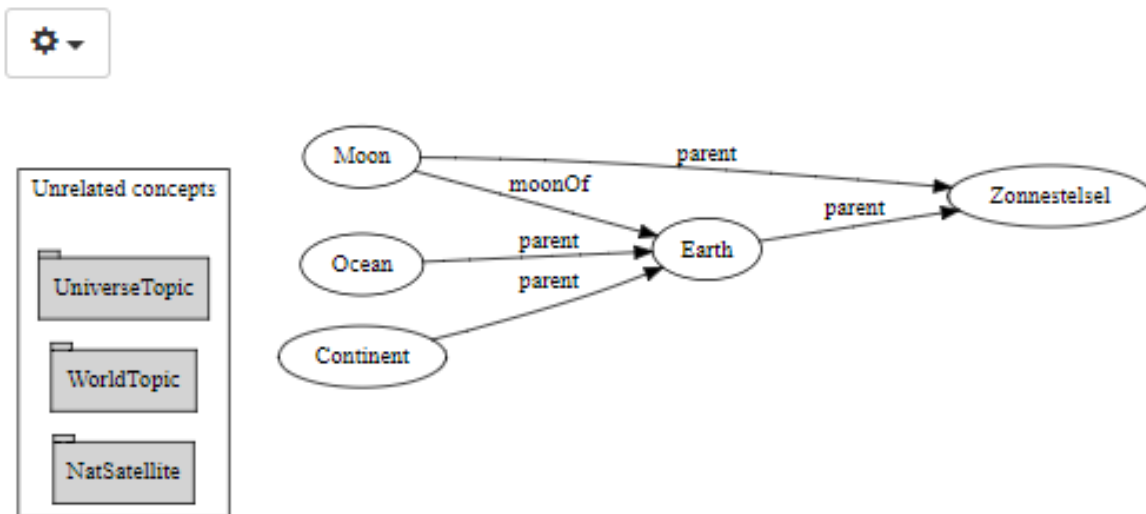 Unrelated concepts
UniverseTopic
WorldTopic
NatSatellite
Moon
Ocean
Continent
parent
moonOf
parent
parent
Earth
parent
Zonnestelsel